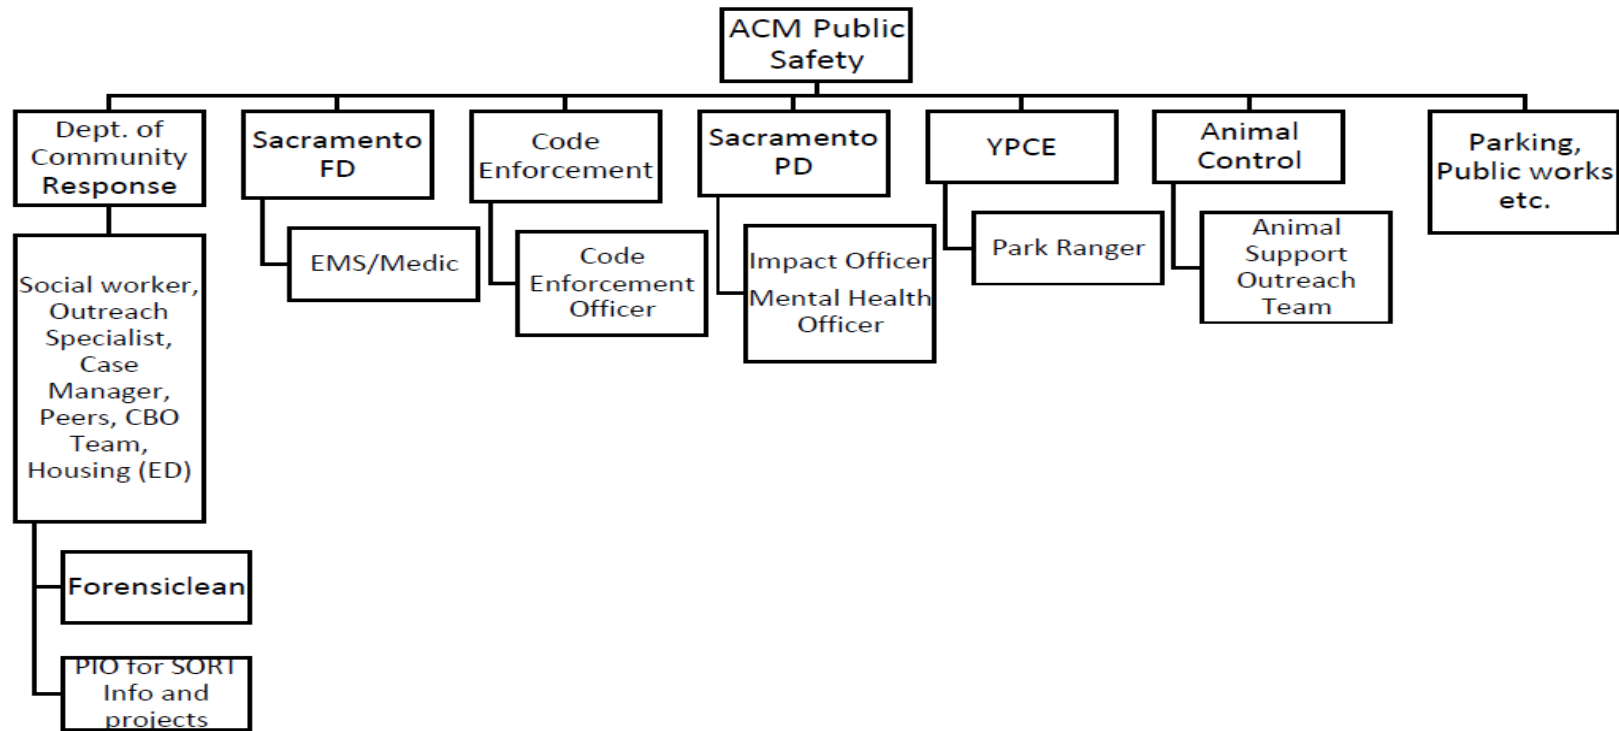 ACM Public
Safety
Dept. of
Community
Response
Sacramento
FD
Code
Enforcement
Sacramento
PD
YPCE
Animal
Control
Parking,
Public works
etc.
Social worker,
Outreach
Specialist,
Case
Manager,
Peers, CBO
Team,
Housing (ED)
EMS/Medic
Code
Enforcement
Officer
Impact Officer
Mental Health
Officer
Park Ranger
Animal
Support
Outreach
Team
Forensiclean
PIO for SORT
Info and
projects